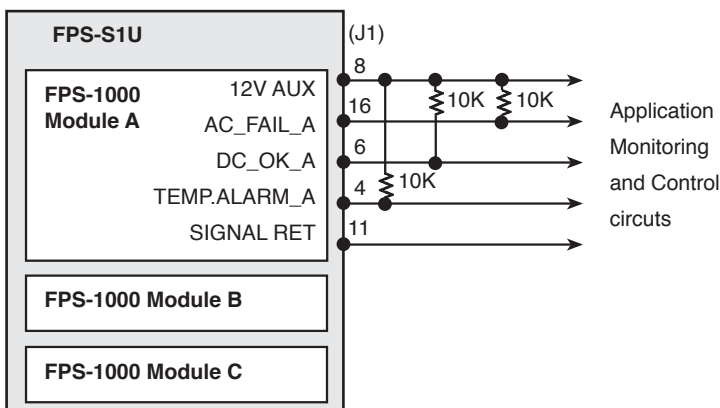 FPS-S1U
(J1)
FPS-1000
Module A
12V AUX
8
AC_FAIL_A
16
DC_OK_A
6
TEMP.ALARM_A
4
SIGNAL RET
11
10K
10K
10K
Application
Monitoring
and Control
circuts
FPS-1000 Module B
FPS-1000 Module C